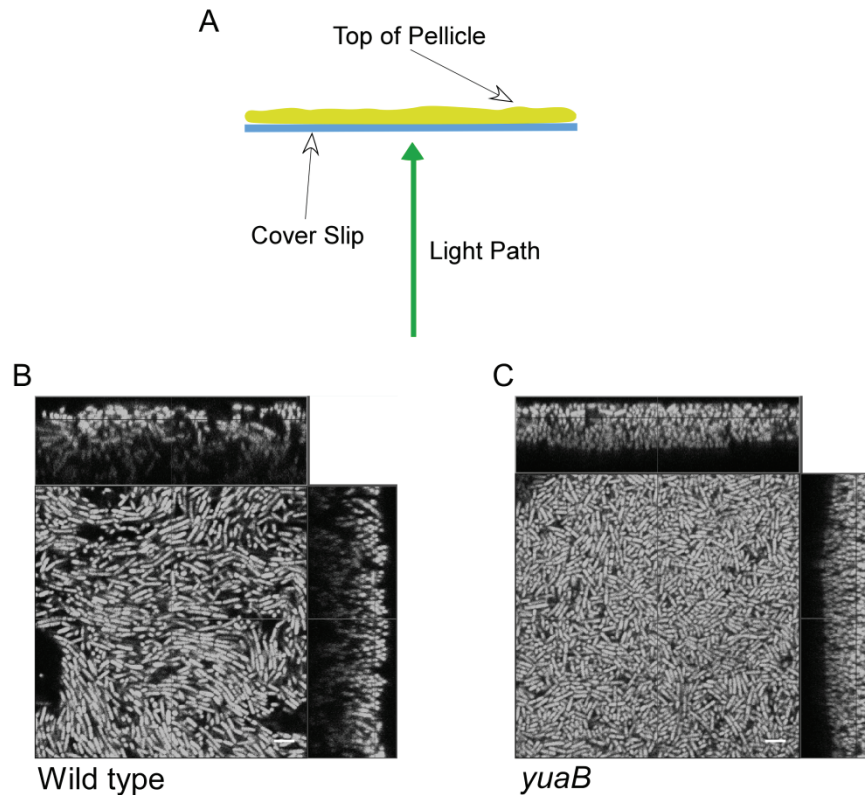 A
Top of Pellicle
Cover Slip
Light Path
B
C
Wild type
yuaB